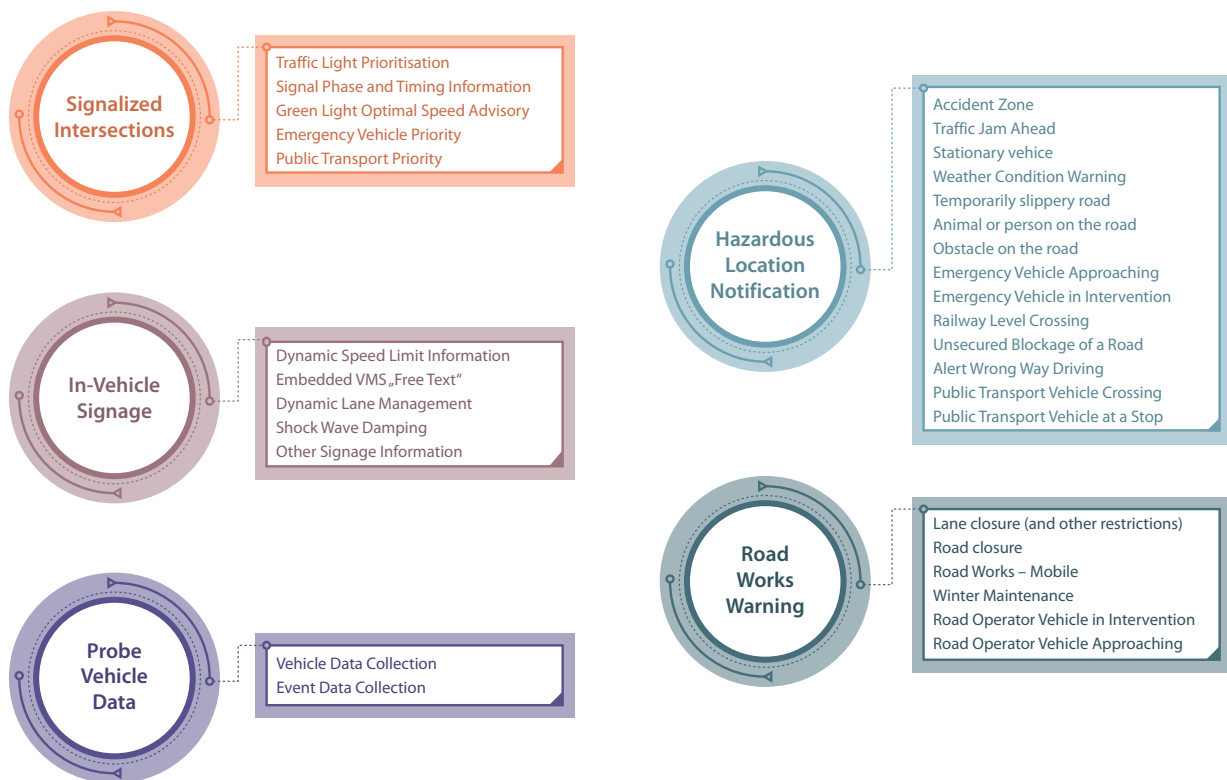 Signalized
Intersections
Traffic Light Prioritisation
Signal Phase and Timing Information
Green Light Optimal Speed Advisory
Emergency Vehicle Priority
Public Transport Priority
In-Vehicle
Signage
Dynamic Speed Limit Information
Embedded VMS „Free Text“
Dynamic Lane Management
Shock Wave Damping
Other Signage Information
Probe
Vehicle
Data
Vehicle Data Collection
Event Data Collection
Hazardous
Location
Notification
Accident Zone
Traffic Jam Ahead
Stationary vehice
Weather Condition Warning
Temporarily slippery road
Animal or person on the road
Obstacle on the road
Emergency Vehicle Approaching
Emergency Vehicle in Intervention
Railway Level Crossing
Unsecured Blockage of a Road
Alert Wrong Way Driving
Public Transport Vehicle Crossing
Public Transport Vehicle at a Stop
Road
Works
Warning
Lane closure (and other restrictions)
Road closure
Road Works – Mobile
Winter Maintenance
Road Operator Vehicle in Intervention
Road Operator Vehicle Approaching